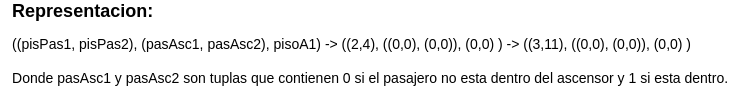 Representacion:
((pisPas1, pisPas2), (pasAsc1, pasAsc2), pisoA1) -> ((2,4), ((0,0), (0,0)), (0,0) ) -> ((3,11), ((0,0), (0,0)), (0,0) )
Donde pasAsc1 y pasAsc2 son tuplas que contienen 0 si el pasajero no esta dentro del ascensor y 1 si esta dentro.